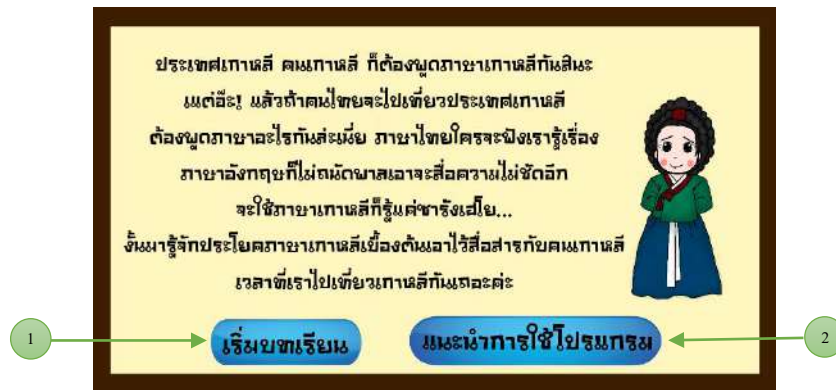 ประเทศเกาหลี คนเกาหลี ก็ต้องพูดภาษาเกาหลีกันสินะ
แต่อ๊ะ! แล้วถ้าคนไทยจะไปเที่ยวประเทศเกาหลี
ต้องพูดภาษาอะไรกันล่ะเนี่ย ภาษาไทยใครจะฟังเรารู้เรื่อง
ภาษาอังกฤษก็ไม่ถนัดพาลเอาจะสื่อความไม่ชัดอีก
จะใช้ภาษาเกาหลีก็รู้แค่ซารังเฮโย...
งั้นมารู้จักประโยคภาษาเกาหลีเบื้องต้นเอาไว้สื่อสารกับคนเกาหลี
เวลาที่เราไปเที่ยวเกาหลีกันเถอะค่ะ
1 เริ่มบทเรียน แนะนำการใช้โปรแกรม 2